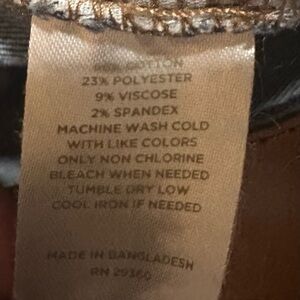 COTTON
23% POLYESTER
9% VISCOSE
2% SPANDEX
MACHINE WASH COLD
WITH LIKE COLORS
ONLY NON CHLORINE
BLEACH WHEN NEEDED
TUMBLE DRY LOW
COOL IRON IF NEEDED
MADE IN BANGLADESH
RN 29360